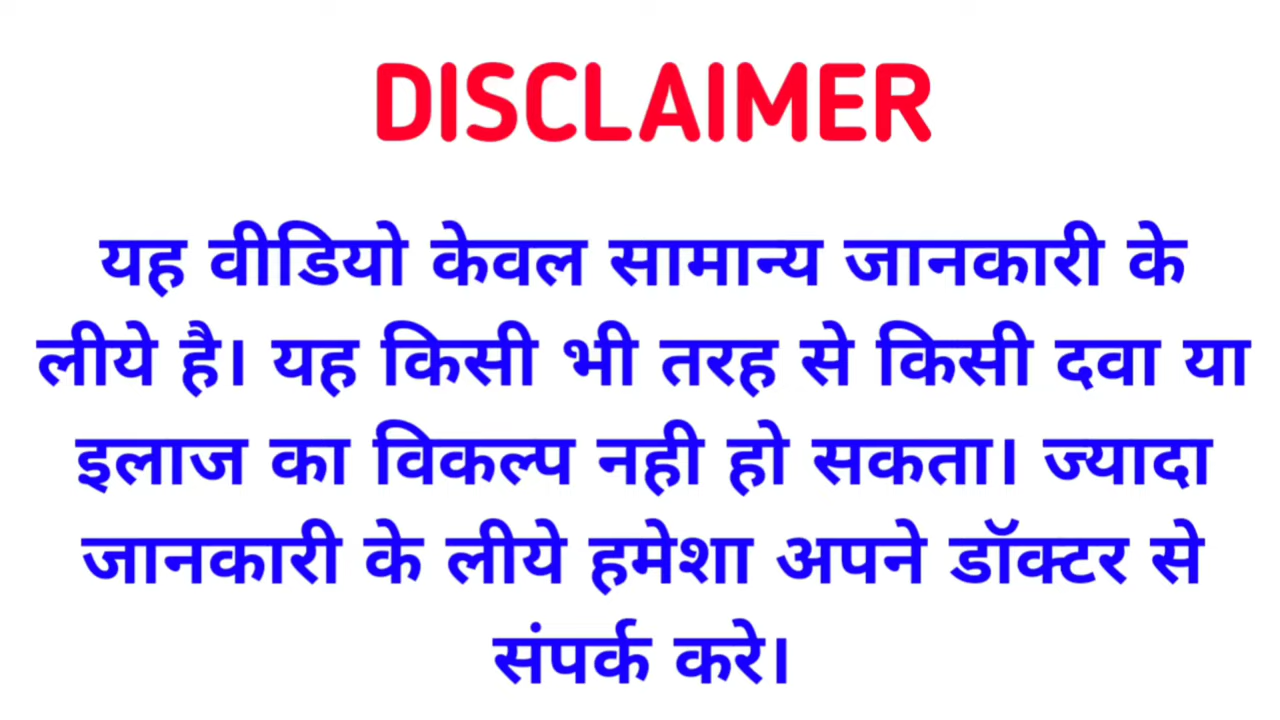 DISCLAIMER
यह वीडियो केवल सामान्य जानकारी के
लीये है। यह किसी भी तरह से किसी दवा या
इलाज का विकल्प नही हो सकता। ज्यादा
जानकारी के लीये हमेशा अपने डॉक्टर से
संपर्क करे।